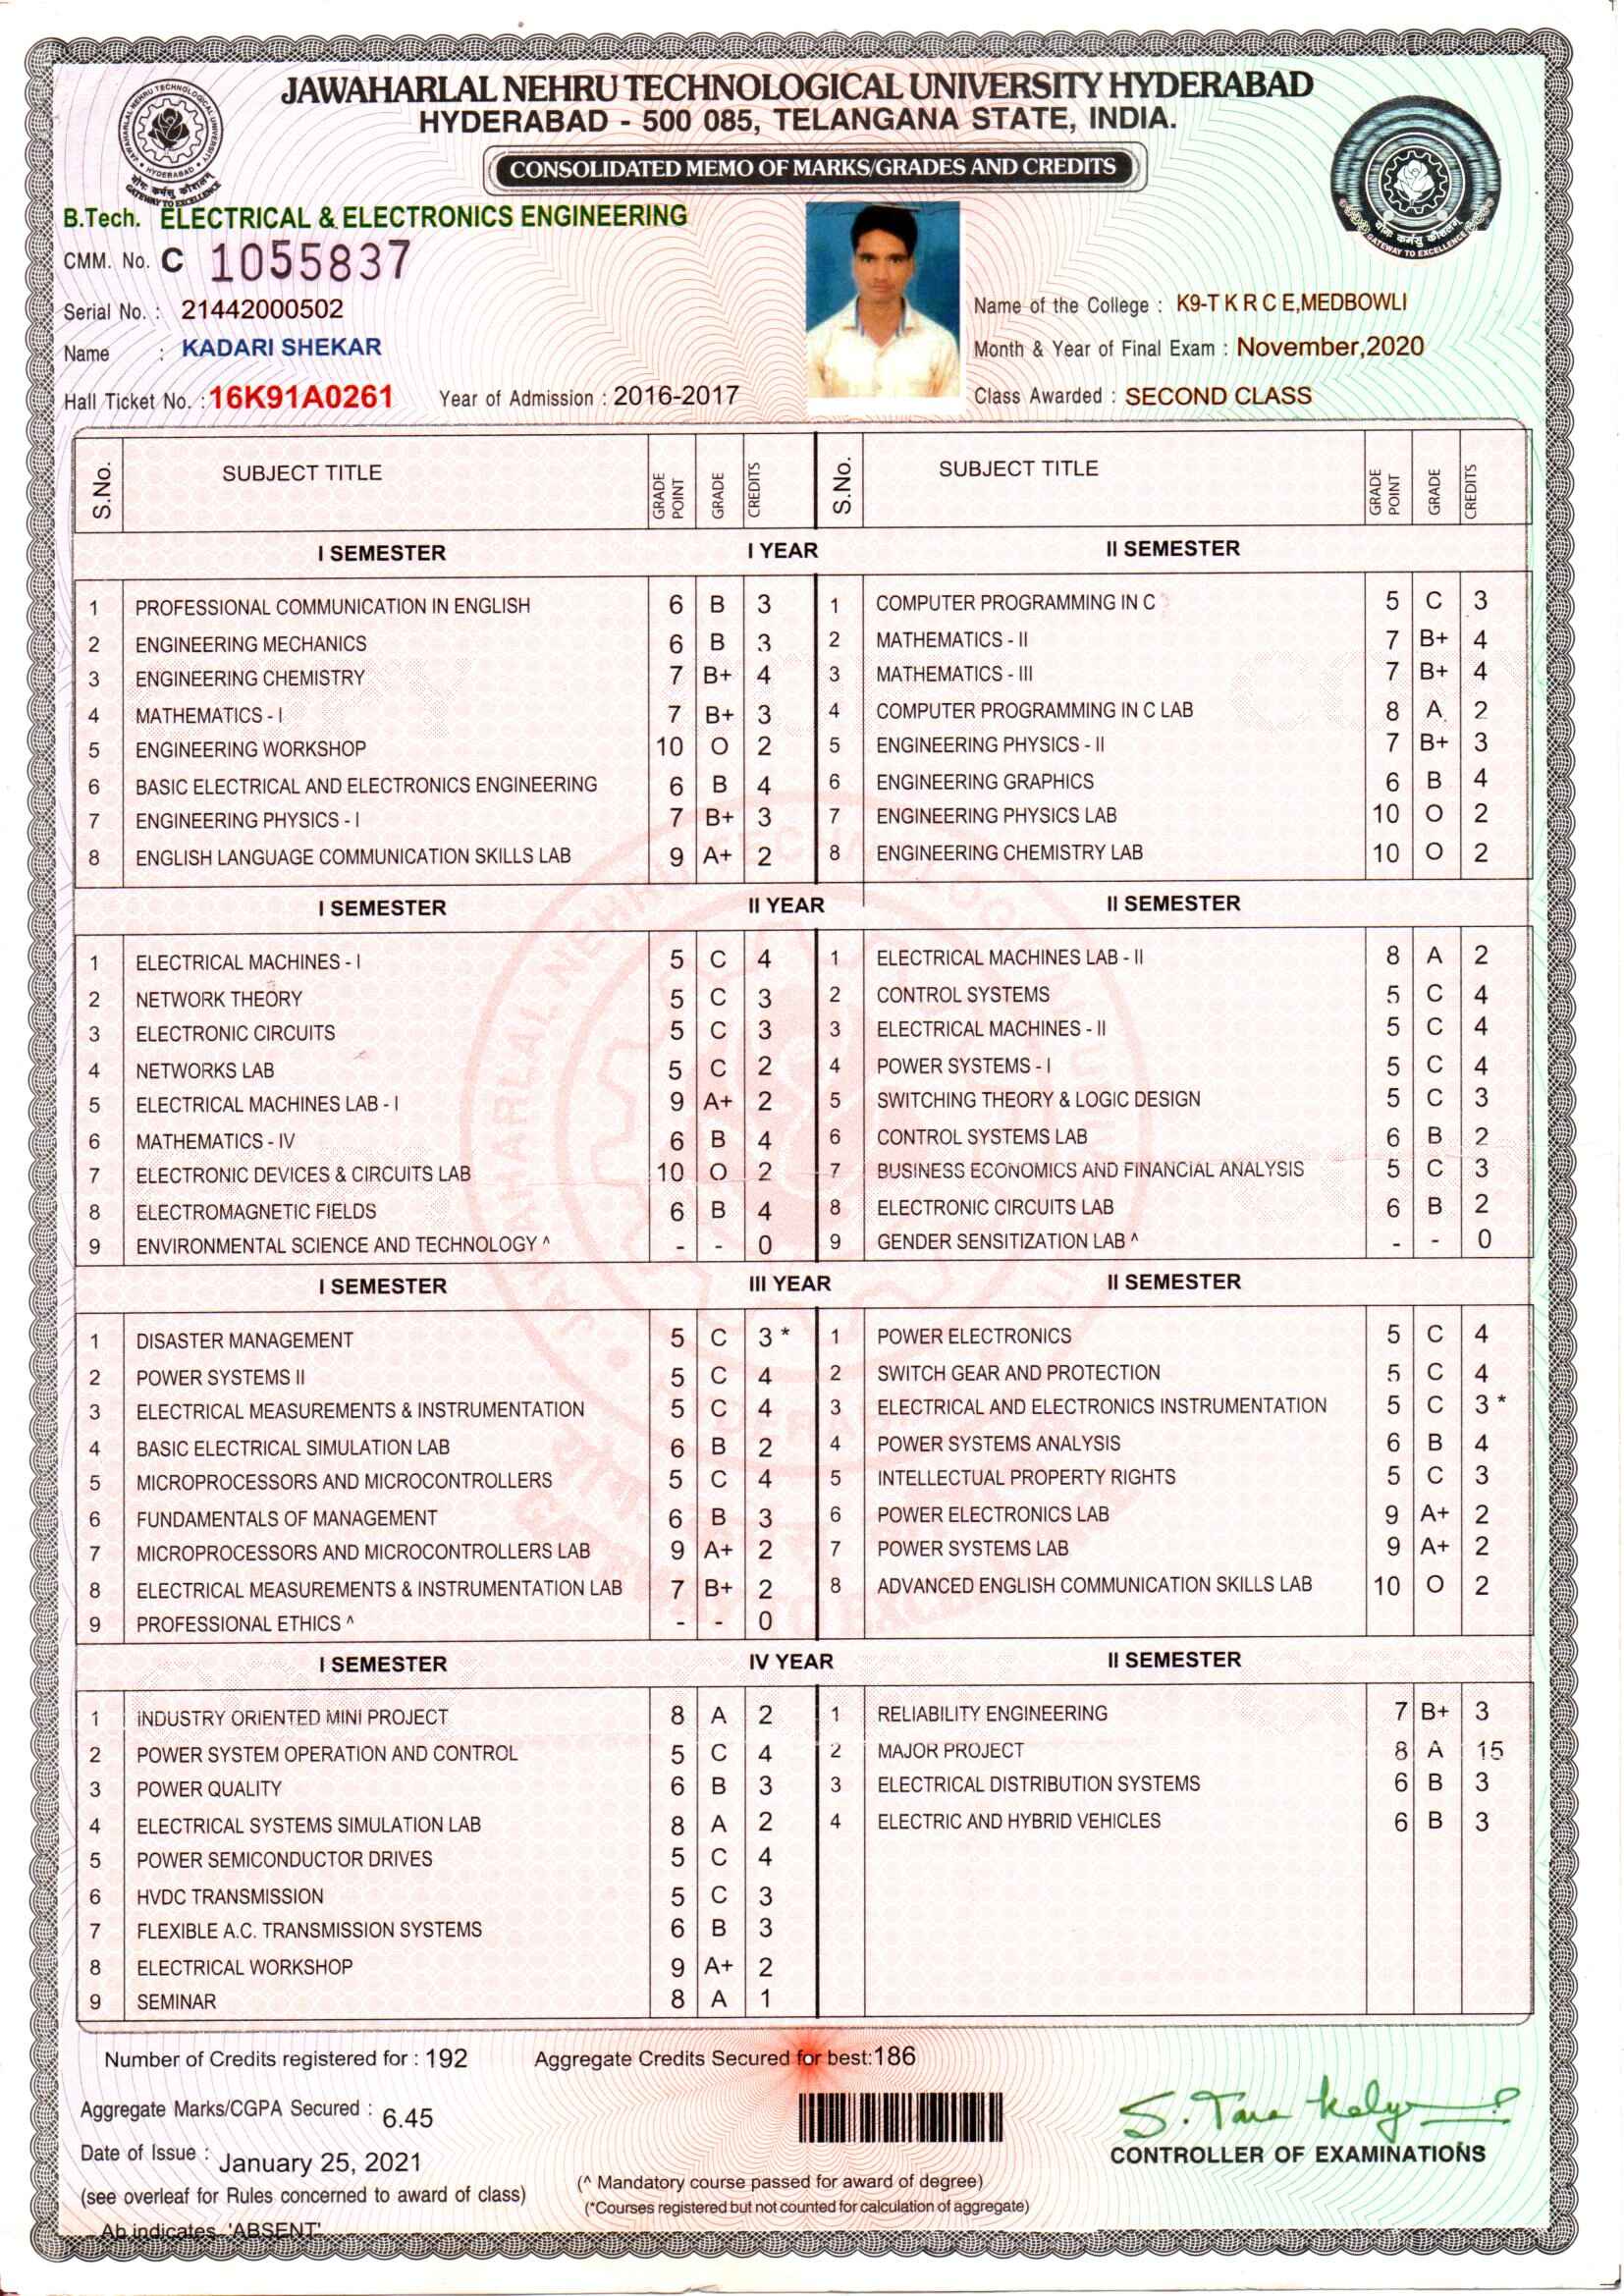 JAWAHARLAL NEHRU TECHNOLOGICAL UNIVERSITY HYDERABAD
HYDERABAD - 500 085, TELANGANA STATE, INDIA.
CONSOLIDATED MEMO OF MARKS/GRADES AND CREDITS
B.Tech. ELECTRICAL & ELECTRONICS ENGINEERING
CMM. No. C 1055837
Serial No. : 21442000502
Name : KADARI SHEKAR
Hall Ticket No. : 16K91A0261 Year of Admission : 2016-2017
Name of the College : K9-T K R C E,MEDBOWLI
Month & Year of Final Exam : November,2020
Class Awarded : SECOND CLASS
S.No. SUBJECT TITLE GRADE POINT GRADE CREDITS S.No. SUBJECT TITLE GRADE POINT GRADE CREDITS
I SEMESTER I YEAR II SEMESTER
1 PROFESSIONAL COMMUNICATION IN ENGLISH 6 B 3 1 COMPUTER PROGRAMMING IN C 5 C 3
2 ENGINEERING MECHANICS 6 B 3 2 MATHEMATICS - II 7 B+ 4
3 ENGINEERING CHEMISTRY 7 B+ 4 3 MATHEMATICS - III 7 B+ 4
4 MATHEMATICS - I 7 B+ 3 4 COMPUTER PROGRAMMING IN C LAB 8 A 2
5 ENGINEERING WORKSHOP 10 O 2 5 ENGINEERING PHYSICS - II 7 B+ 3
6 BASIC ELECTRICAL AND ELECTRONICS ENGINEERING 6 B 4 6 ENGINEERING GRAPHICS 6 B 4
7 ENGINEERING PHYSICS - I 7 B+ 3 7 ENGINEERING PHYSICS LAB 10 O 2
8 ENGLISH LANGUAGE COMMUNICATION SKILLS LAB 9 A+ 2 8 ENGINEERING CHEMISTRY LAB 10 O 2
I SEMESTER II YEAR II SEMESTER
1 ELECTRICAL MACHINES - I 5 C 4 1 ELECTRICAL MACHINES LAB - II 8 A 2
2 NETWORK THEORY 5 C 3 2 CONTROL SYSTEMS 5 C 4
3 ELECTRONIC CIRCUITS 5 C 3 3 ELECTRICAL MACHINES - II 5 C 4
4 NETWORKS LAB 5 C 2 4 POWER SYSTEMS - I 5 C 4
5 ELECTRICAL MACHINES LAB - I 9 A+ 2 5 SWITCHING THEORY & LOGIC DESIGN 5 C 3
6 MATHEMATICS - IV 6 B 4 6 CONTROL SYSTEMS LAB 6 B 2
7 ELECTRONIC DEVICES & CIRCUITS LAB 10 O 2 7 BUSINESS ECONOMICS AND FINANCIAL ANALYSIS 5 C 3
8 ELECTROMAGNETIC FIELDS 6 B 4 8 ELECTRONIC CIRCUITS LAB 6 B 2
9 ENVIRONMENTAL SCIENCE AND TECHNOLOGY ^ - - 0 9 GENDER SENSITIZATION LAB ^ - - 0
I SEMESTER III YEAR II SEMESTER
1 DISASTER MANAGEMENT 5 C 3 * 1 POWER ELECTRONICS 5 C 4
2 POWER SYSTEMS II 5 C 4 2 SWITCH GEAR AND PROTECTION 5 C 4
3 ELECTRICAL MEASUREMENTS & INSTRUMENTATION 5 C 4 3 ELECTRICAL AND ELECTRONICS INSTRUMENTATION 5 C 3 *
4 BASIC ELECTRICAL SIMULATION LAB 6 B 2 4 POWER SYSTEMS ANALYSIS 6 B 4
5 MICROPROCESSORS AND MICROCONTROLLERS 5 C 4 5 INTELLECTUAL PROPERTY RIGHTS 5 C 3
6 FUNDAMENTALS OF MANAGEMENT 6 B 3 6 POWER ELECTRONICS LAB 9 A+ 2
7 MICROPROCESSORS AND MICROCONTROLLERS LAB 9 A+ 2 7 POWER SYSTEMS LAB 9 A+ 2
8 ELECTRICAL MEASUREMENTS & INSTRUMENTATION LAB 7 B+ 2 8 ADVANCED ENGLISH COMMUNICATION SKILLS LAB 10 O 2
9 PROFESSIONAL ETHICS ^ - - 0
I SEMESTER IV YEAR II SEMESTER
1 INDUSTRY ORIENTED MINI PROJECT 8 A 2 1 RELIABILITY ENGINEERING 7 B+ 3
2 POWER SYSTEM OPERATION AND CONTROL 5 C 4 2 MAJOR PROJECT 8 A 15
3 POWER QUALITY 6 B 3 3 ELECTRICAL DISTRIBUTION SYSTEMS 6 B 3
4 ELECTRICAL SYSTEMS SIMULATION LAB 8 A 2 4 ELECTRIC AND HYBRID VEHICLES 6 B 3
5 POWER SEMICONDUCTOR DRIVES 5 C 4
6 HVDC TRANSMISSION 5 C 3
7 FLEXIBLE A.C. TRANSMISSION SYSTEMS 6 B 3
8 ELECTRICAL WORKSHOP 9 A+ 2
9 SEMINAR 8 A 1
Number of Credits registered for : 192 Aggregate Credits Secured for best:186
Aggregate Marks/CGPA Secured : 6.45
Date of Issue : January 25, 2021
(see overleaf for Rules concerned to award of class)
Ab indicates 'ABSENT'
(^ Mandatory course passed for award of degree)
(*Courses registered but not counted for calculation of aggregate)
CONTROLLER OF EXAMINATIONS